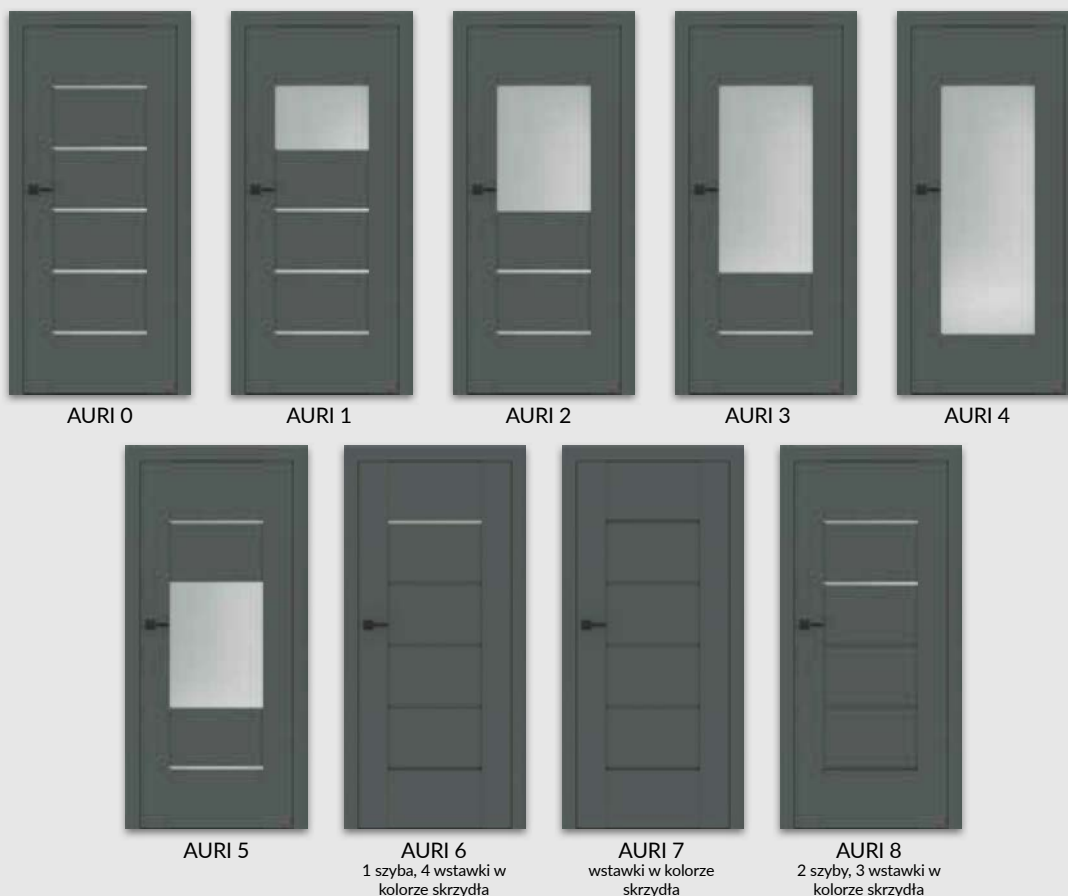 AURI 0
AURI 1
AURI 2
AURI 3
AURI 4
AURI 5
AURI 6
1 szyba, 4 wstawki w
kolorze skrzydła
AURI 7
wstawki w kolorze
skrzydła
AURI 8
2 szyby, 3 wstawki w
kolorze skrzydła